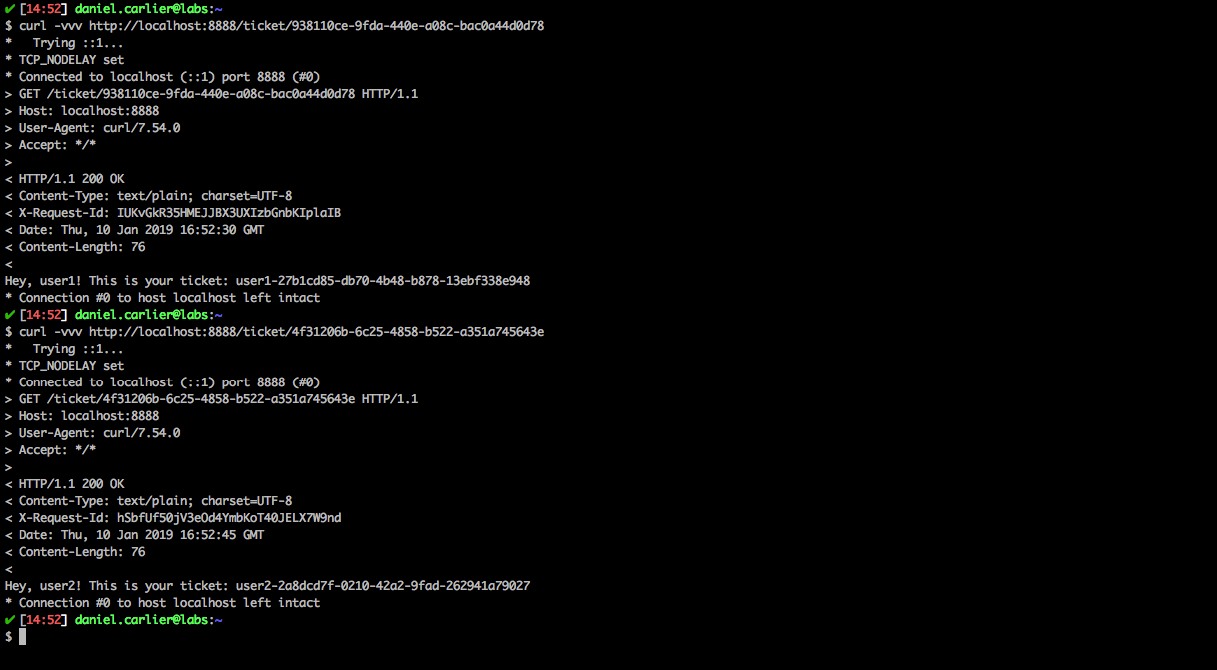 ✔ [14:52] daniel.carlier@labs:~
$ curl -vvv http://localhost:8888/ticket/938110ce-9fda-440e-a08c-bac0a44d0d78
*   Trying ::1...
* TCP_NODELAY set
* Connected to localhost (::1) port 8888 (#0)
> GET /ticket/938110ce-9fda-440e-a08c-bac0a44d0d78 HTTP/1.1
> Host: localhost:8888
> User-Agent: curl/7.54.0
> Accept: */*
>
< HTTP/1.1 200 OK
< Content-Type: text/plain; charset=UTF-8
< X-Request-Id: IUKvGkR35HMEJJBX3UXIzbGnbKIplaIB
< Date: Thu, 10 Jan 2019 16:52:30 GMT
< Content-Length: 76
<
Hey, user1! This is your ticket: user1-27b1cd85-db70-4b48-b878-13ebf338e948
* Connection #0 to host localhost left intact
✔ [14:52] daniel.carlier@labs:~
$ curl -vvv http://localhost:8888/ticket/4f31206b-6c25-4858-b522-a351a745643e
*   Trying ::1...
* TCP_NODELAY set
* Connected to localhost (::1) port 8888 (#0)
> GET /ticket/4f31206b-6c25-4858-b522-a351a745643e HTTP/1.1
> Host: localhost:8888
> User-Agent: curl/7.54.0
> Accept: */*
>
< HTTP/1.1 200 OK
< Content-Type: text/plain; charset=UTF-8
< X-Request-Id: hSbfUf50jV3eOd4YmbKoT40JELX7W9nd
< Date: Thu, 10 Jan 2019 16:52:45 GMT
< Content-Length: 76
<
Hey, user2! This is your ticket: user2-2a8dcd7f-0210-42a2-9fad-262941a79027
* Connection #0 to host localhost left intact
✔ [14:52] daniel.carlier@labs:~
$